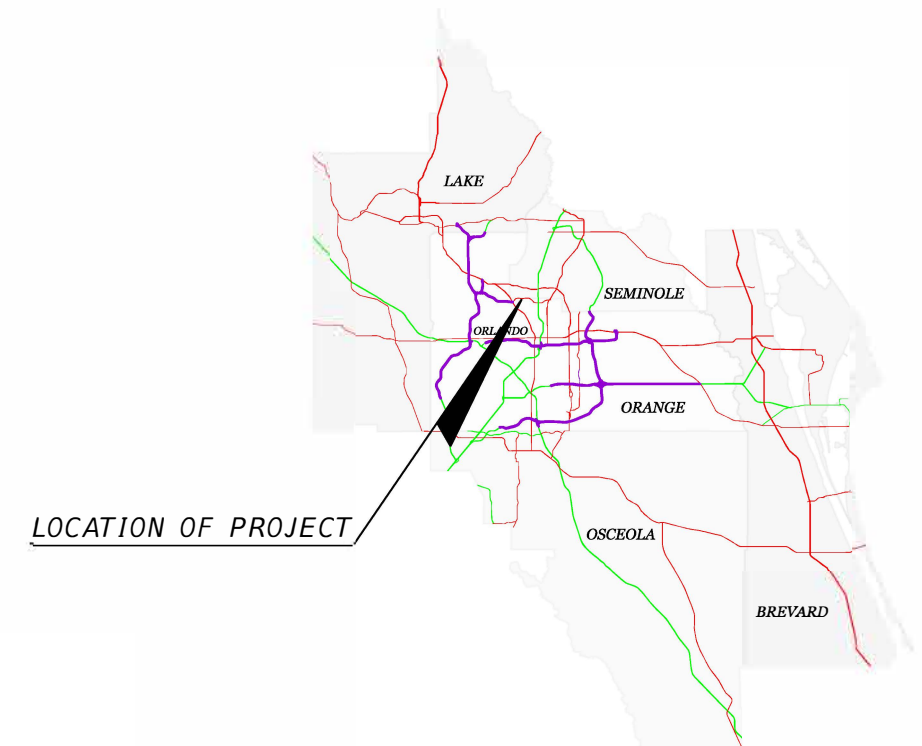 LAKE
SEMINOLE
ORLANDO
ORANGE
LOCATION OF PROJECT
OSCEOLA
BREVARD